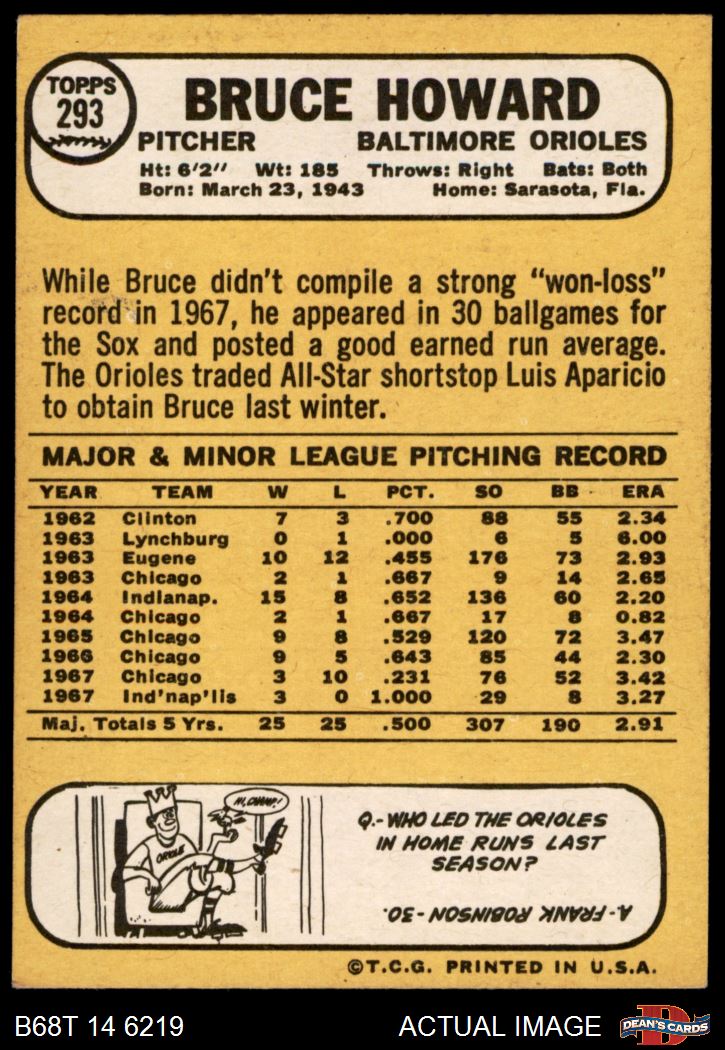 TOPPS
293
BRUCE HOWARD
PITCHER BALTIMORE ORIOLES
Ht: 6'2" Wt: 185 Throws: Right Bats: Both
Born: March 23, 1943 Home: Sarasota, Fla.
While Bruce didn't compile a strong "won-loss"
record in 1967, he appeared in 30 ballgames for
the Sox and posted a good earned run average.
The Orioles traded All-Star shortstop Luis Aparicio
to obtain Bruce last winter.
MAJOR & MINOR LEAGUE PITCHING RECORD
YEAR TEAM W L PCT. SO BB ERA
1962 Clinton 7 3 .700 88 55 2.34
1963 Lynchburg 0 1 .000 6 5 6.00
1963 Eugene 10 12 .455 176 73 2.93
1963 Chicago 2 1 .667 9 14 2.65
1964 Indianap. 15 8 .652 136 60 2.20
1964 Chicago 2 1 .667 17 8 0.82
1965 Chicago 9 8 .529 120 72 3.47
1966 Chicago 9 5 .643 85 44 2.30
1967 Chicago 3 10 .231 76 52 3.42
1967 Ind'nap'lis 3 0 1.000 29 8 3.27
Maj. Totals 5 Yrs. 25 25 .500 307 190 2.91
HI, CHAMP!
ORIOLE
Q.-WHO LED THE ORIOLES
IN HOME RUNS LAST
SEASON?
A.-FRANK ROBINSON-30.
©T.C.G. PRINTED IN U.S.A.
B68T 14 6219 ACTUAL IMAGE
D
DEAN'S CARDS